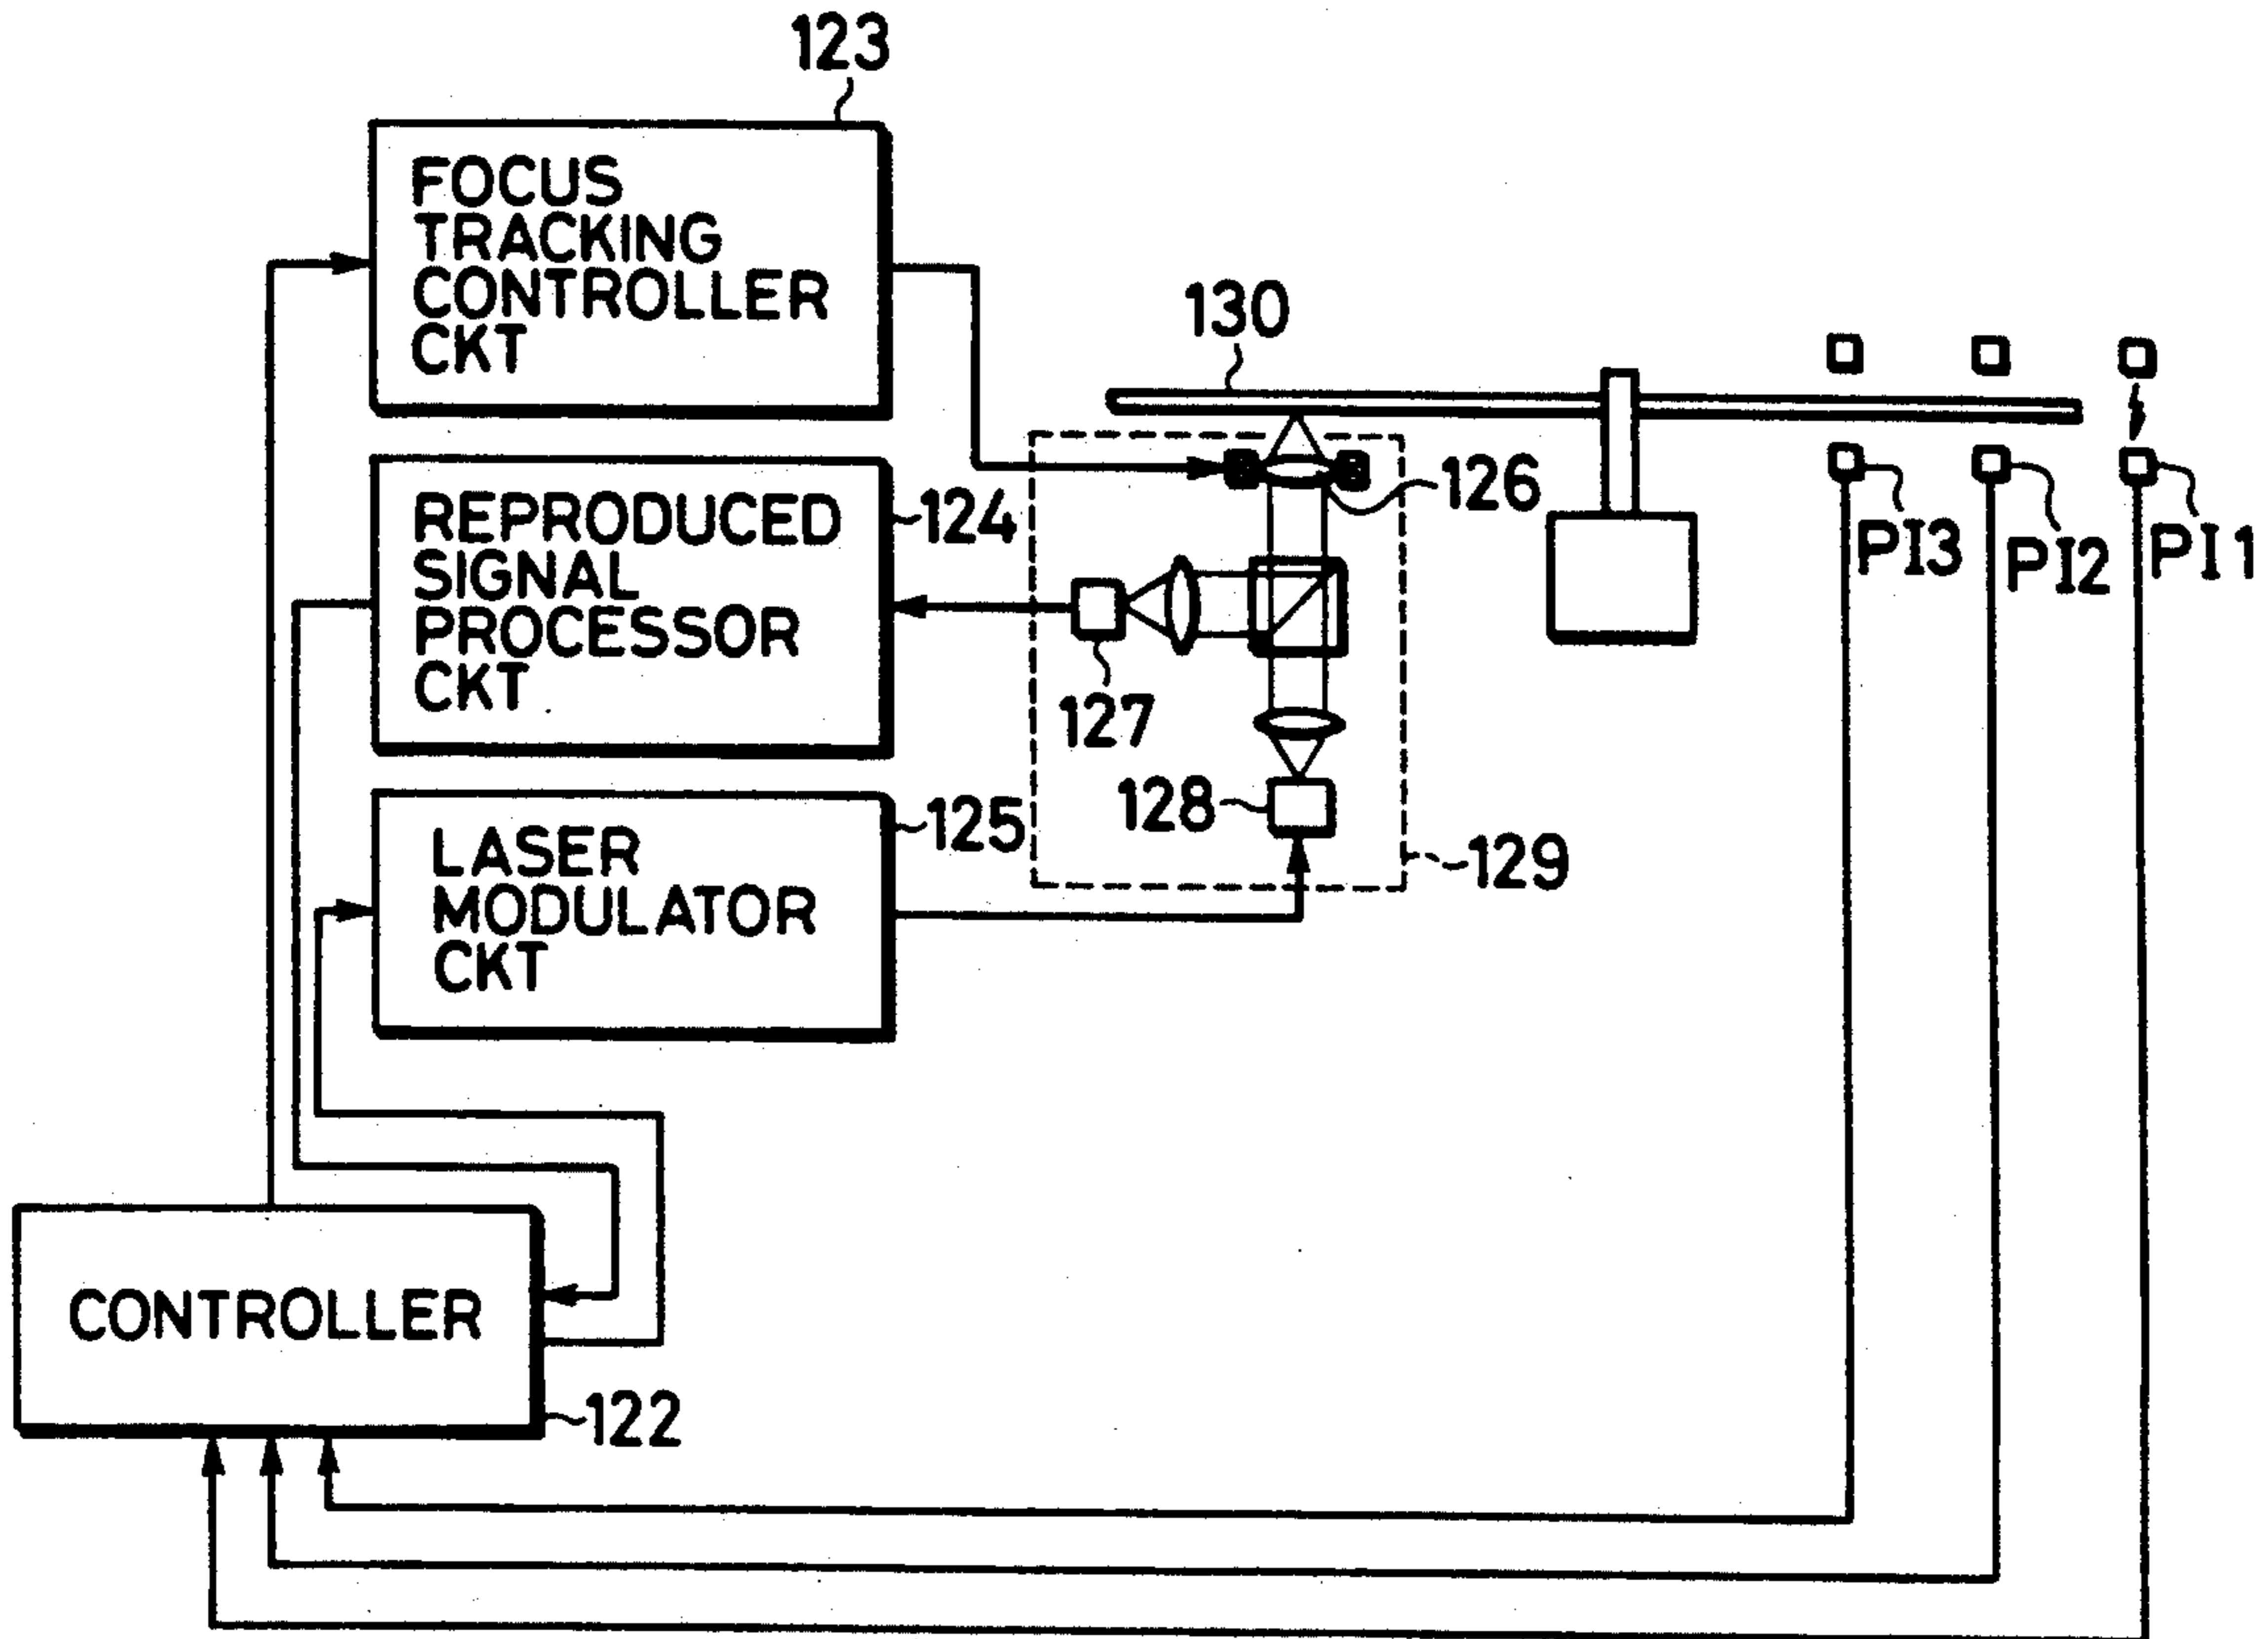 123
FOCUS
TRACKING
CONTROLLER
CKT
130
126
REPRODUCED
SIGNAL
PROCESSOR
CKT
124
PI3
PI2
PI1
127
128
LASER
MODULATOR
CKT
125
129
CONTROLLER
122